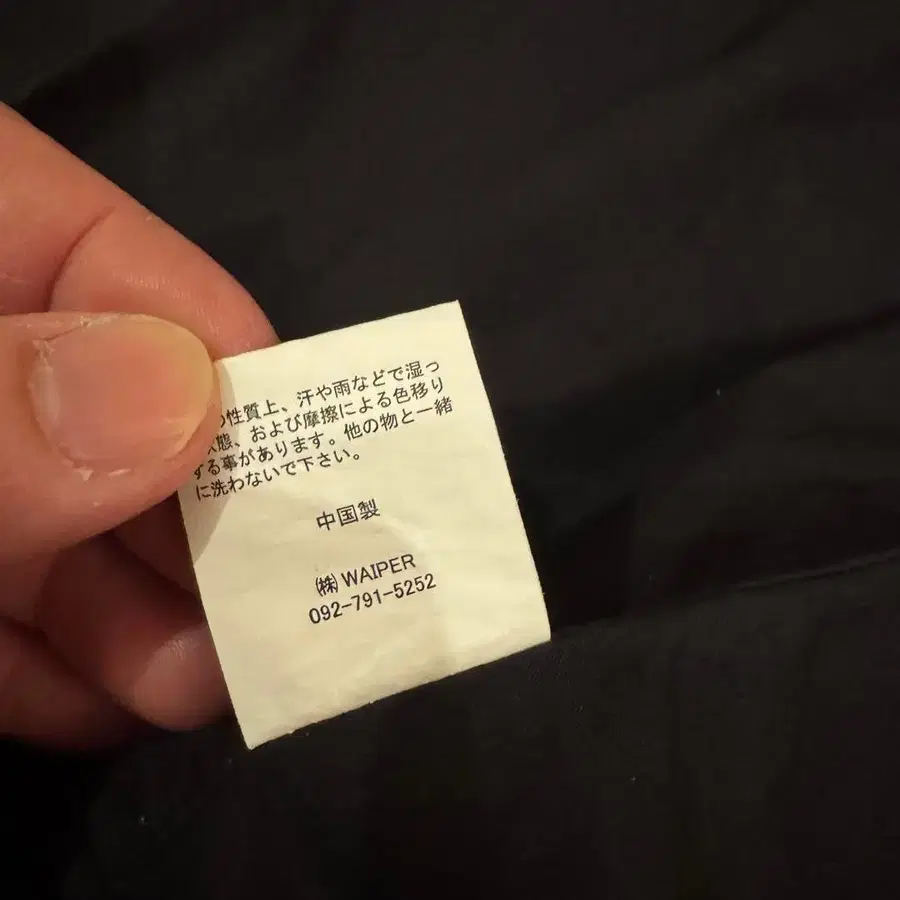 性質上、汗や雨などで湿っ
態、および摩擦による色移り
する事があります。他の物と一緒
に洗わないで下さい。
中国製
㈱ WAIPER
092-791-5252